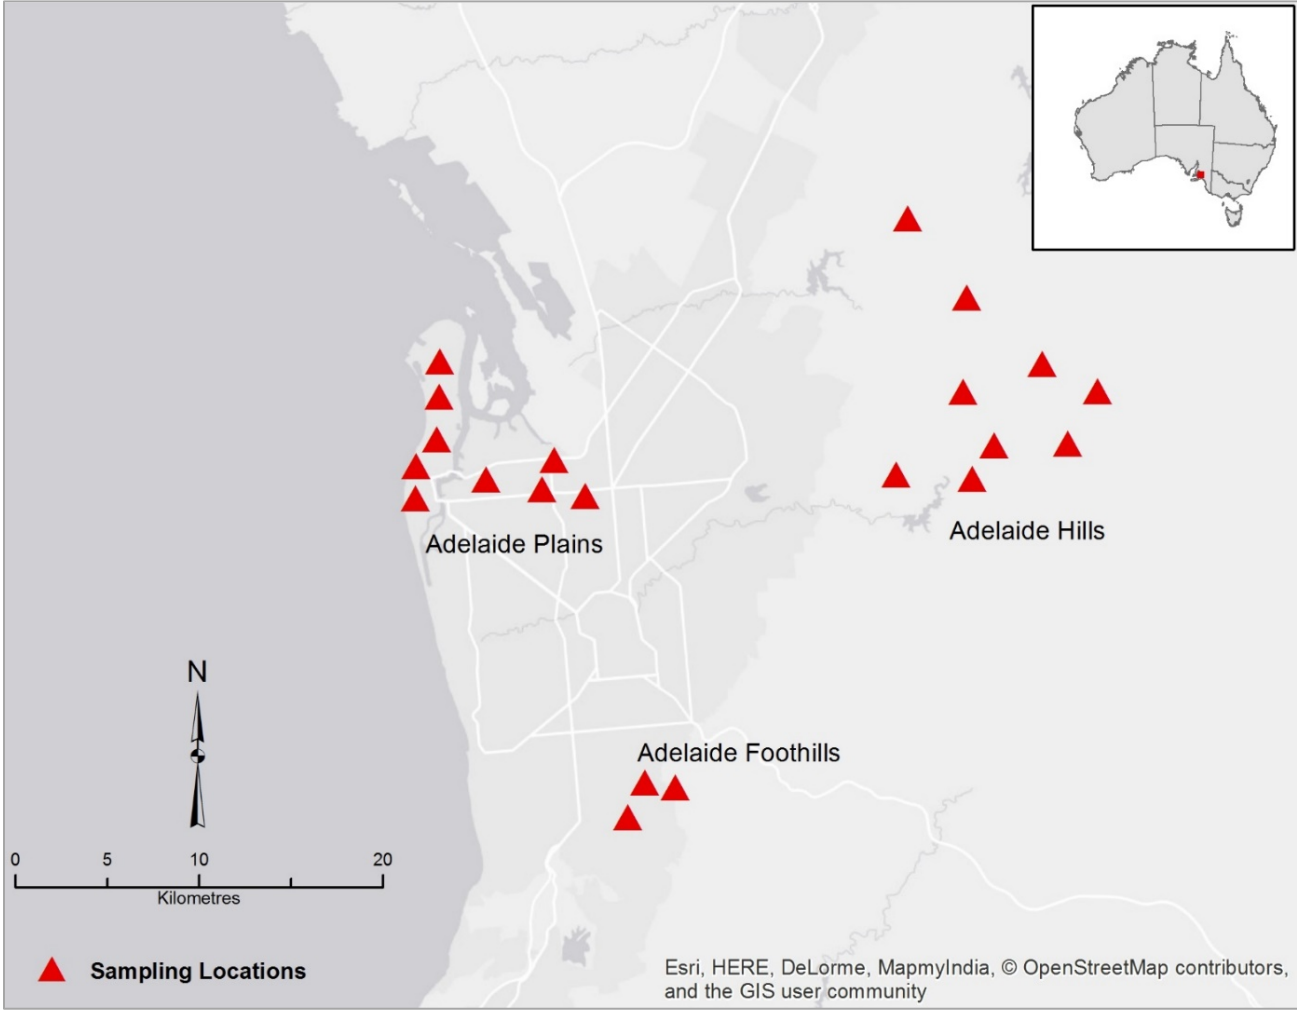 Adelaide Plains
Adelaide Hills
N
Adelaide Foothills
0 5 10 20
Kilometres
Sampling Locations
Esri, HERE, DeLorme, MapmyIndia, © OpenStreetMap contributors,
and the GIS user community